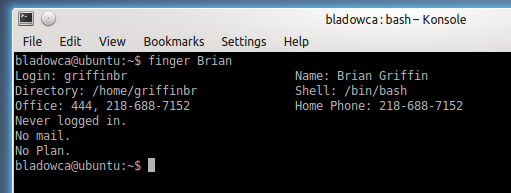 bladowca : bash – Konsole
File Edit View Bookmarks Settings Help
bladowca@ubuntu:~$ finger Brian
Login: griffinbr Name: Brian Griffin
Directory: /home/griffinbr Shell: /bin/bash
Office: 444, 218-688-7152 Home Phone: 218-688-7152
Never logged in.
No mail.
No Plan.
bladowca@ubuntu:~$